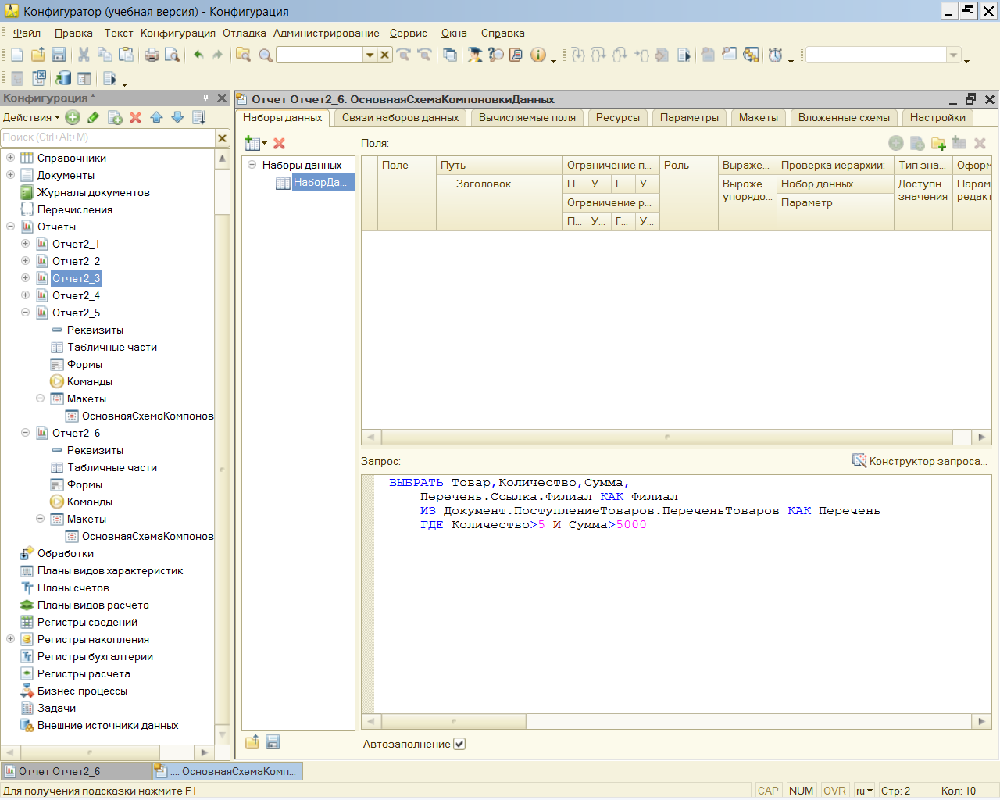 Конфигуратор (учебная версия) - Конфигурация
Файл Правка Текст Конфигурация Отладка Администрирование Сервис Окна Справка
Конфигурация *
Действия
Поиск (Ctrl+Alt+M)
Справочники
Документы
Журналы документов
Перечисления
Отчеты
Отчет2_1
Отчет2_2
Отчет2_3
Отчет2_4
Отчет2_5
Реквизиты
Табличные части
Формы
Команды
Макеты
ОсновнаяСхемаКомпонов
Отчет2_6
Реквизиты
Табличные части
Формы
Команды
Макеты
ОсновнаяСхемаКомпонов
Обработки
Планы видов характеристик
Планы счетов
Планы видов расчета
Регистры сведений
Регистры накопления
Регистры бухгалтерии
Регистры расчета
Бизнес-процессы
Задачи
Внешние источники данных
Отчет Отчет2_6: ОсновнаяСхемаКомпоновкиДанных
Наборы данных Связи наборов данных Вычисляемые поля Ресурсы Параметры Макеты Вложенные схемы Настройки
Наборы данных
НаборДа...
Поля:
Поле Путь Ограничение п... Роль Выраже... Проверка иерархии: Тип зна... Оформ
Заголовок П... У... Г... У... Выраже... Набор данных Доступн... Парам
Ограничение р... упорядо... Параметр значения редакт
П... У... Г... У...
Запрос: Конструктор запроса...
ВЫБРАТЬ Товар,Количество,Сумма,
Перечень.Ссылка.Филиал КАК Филиал
ИЗ Документ.ПоступлениеТоваров.ПереченьТоваров КАК Перечень
ГДЕ Количество>5 И Сумма>5000
Автозаполнение
Отчет Отчет2_6 ...: ОсновнаяСхемаКомп...
Для получения подсказки нажмите F1 CAP NUM OVR ru Стр: 2 Кол: 10